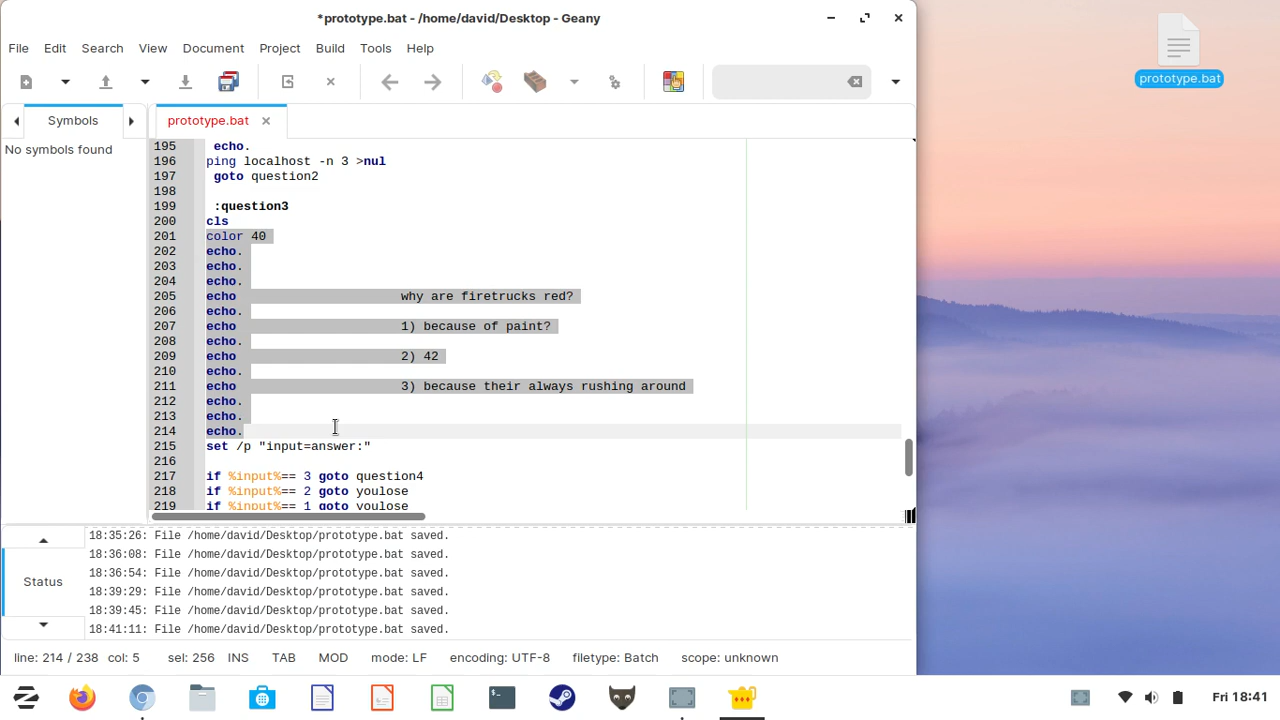 *prototype.bat - /home/david/Desktop - Geany
File Edit Search View Document Project Build Tools Help
Symbols
prototype.bat
No symbols found
195 echo.
196 ping localhost -n 3 >nul
197 goto question2
198
199 :question3
200 cls
201 color 40
202 echo.
203 echo.
204 echo.
205 echo why are firetrucks red?
206 echo.
207 echo 1) because of paint?
208 echo.
209 echo 2) 42
210 echo.
211 echo 3) because their always rushing around
212 echo.
213 echo.
214 echo.
215 set /p "input=answer:"
216
217 if %input%== 3 goto question4
218 if %input%== 2 goto youlose
219 if %input%== 1 goto youlose
Status
18:35:26: File /home/david/Desktop/prototype.bat saved.
18:36:08: File /home/david/Desktop/prototype.bat saved.
18:36:54: File /home/david/Desktop/prototype.bat saved.
18:39:29: File /home/david/Desktop/prototype.bat saved.
18:39:45: File /home/david/Desktop/prototype.bat saved.
18:41:11: File /home/david/Desktop/prototype.bat saved.
line: 214 / 238 col: 5 sel: 256 INS TAB MOD mode: LF encoding: UTF-8 filetype: Batch scope: unknown
prototype.bat
Fri 18:41